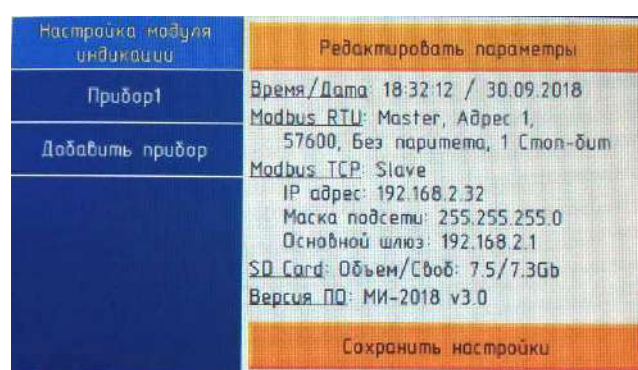 Настройка модуля
индикации
Прибор1
Добавить прибор
Редактировать параметры
Время/Дата: 18:32:12 / 30.09.2018
Modbus RTU: Master, Адрес 1,
57600, Без паритета, 1 Стоп-бит
Modbus TCP: Slave
IP адрес: 192.168.2.32
Маска подсети: 255.255.255.0
Основной шлюз: 192.168.2.1
SD Card: Объем/Своб: 7.5/7.3Gb
Версия ПО: МИ-2018 v3.0
Сохранить настройки